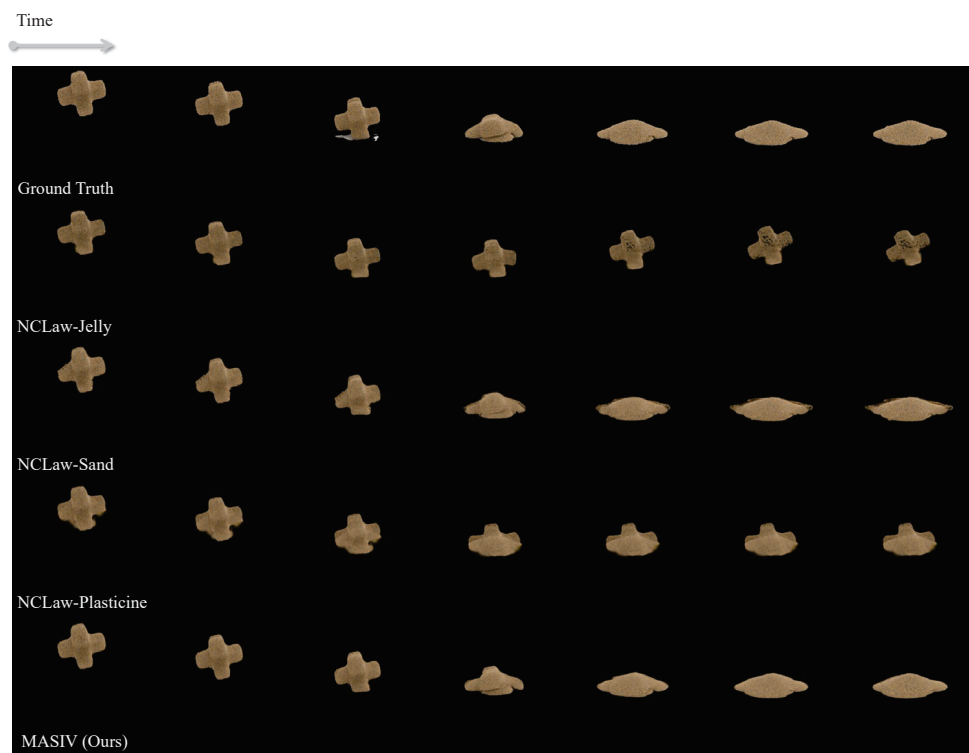 Time
Ground Truth
NCLaw-Jelly
NCLaw-Sand
NCLaw-Plasticine
MASIV (Ours)